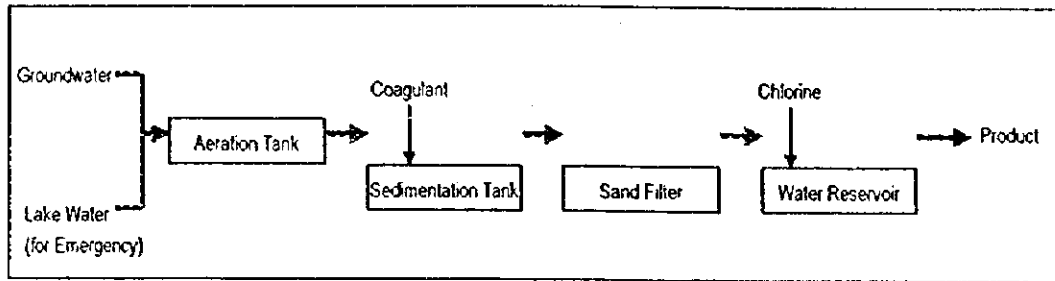 Groundwater
Coagulant
Chlorine
Aeration Tank
Product
Sedimentation Tank
Sand Filter
Water Reservoir
Lake Water
(for Emergency)